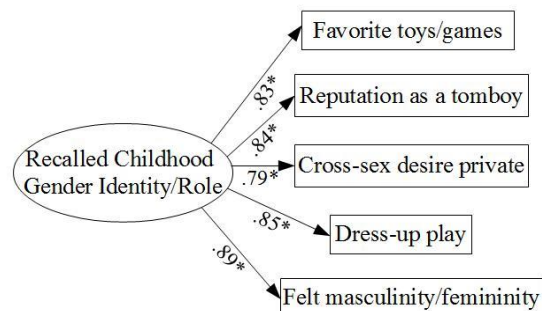 Favorite toys/games
.83*
Reputation as a tomboy
.84*
Recalled Childhood
Gender Identity/Role
Cross-sex desire private
.79*
.85*
Dress-up play
.89*
Felt masculinity/femininity